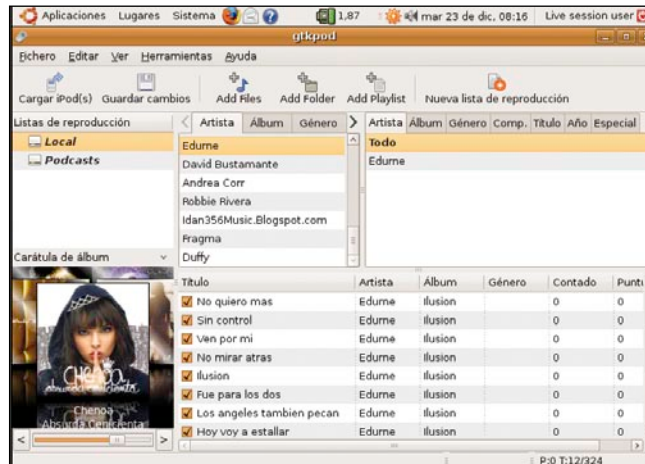 Aplicaciones Lugares Sistema 1,87 mar 23 de dic, 08:16 Live session user
gtkpod
Fichero Editar Ver Herramientas Ayuda
Cargar iPod(s) Guardar cambios Add Files Add Folder Add Playlist Nueva lista de reproducción
Listas de reproducción
Local
Podcasts
Artista Álbum Género
Edurne
David Bustamante
Andrea Corr
Robbie Rivera
Idan356Music.Blogspot.com
Fragma
Duffy
Artista Álbum Género Comp. Título Año Especial
Todo
Edurne
Carátula de álbum
CHENOA
absurda cenicienta
Chenoa
Absurda Cenicienta
Título Artista Álbum Género Contado Puntu
No quiero mas Edurne Ilusion 0 0
Sin control Edurne Ilusion 0 0
Ven por mi Edurne Ilusion 0 0
No mirar atras Edurne Ilusion 0 0
Ilusion Edurne Ilusion 0 0
Fue para los dos Edurne Ilusion 0 0
Los angeles tambien pecan Edurne Ilusion 0 0
Hoy voy a estallar Edurne Ilusion 0 0
P:0 T:12/324